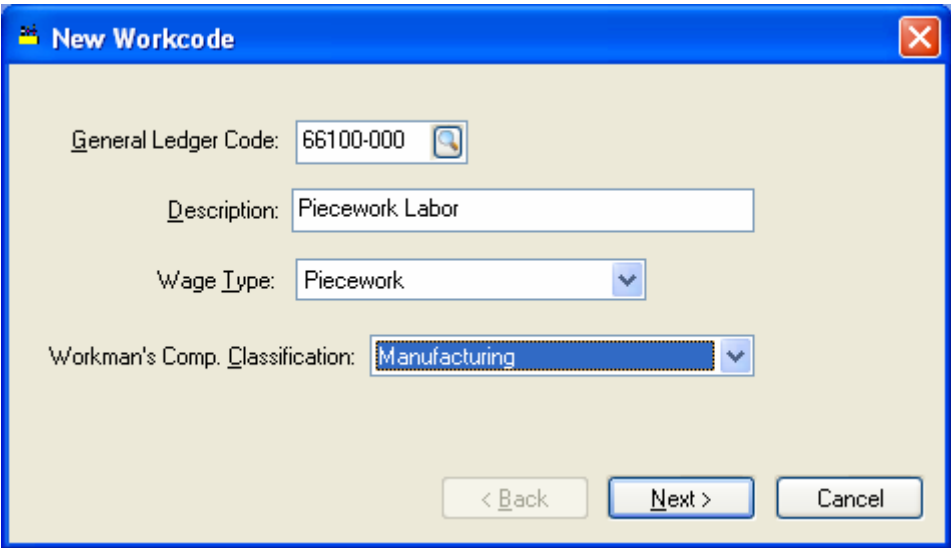 New Workcode
General Ledger Code: 66100-000
Description: Piecework Labor
Wage Type: Piecework
Workman's Comp. Classification: Manufacturing
< Back Next > Cancel